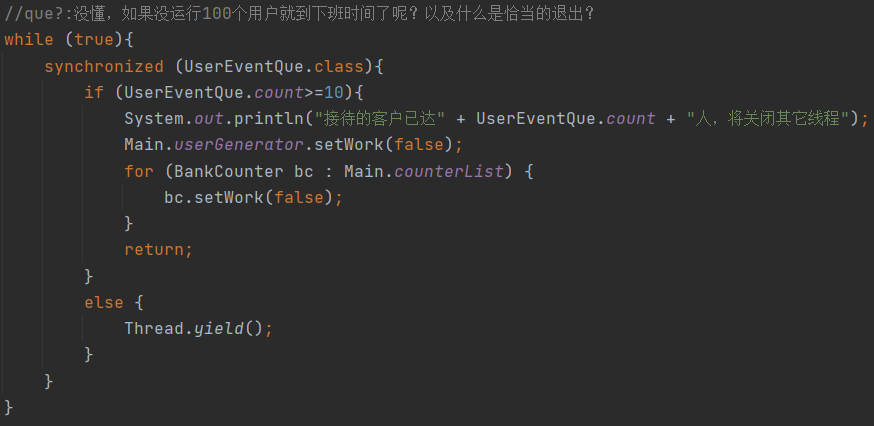 //que?:没懂，如果没运行100个用户就到下班时间了呢？以及什么是恰当的退出？
while (true){
synchronized (UserEventQue.class){
if (UserEventQue.count>=10){
System.out.println("接待的客户已达" + UserEventQue.count + "人，将关闭其它线程");
Main.userGenerator.setWork(false);
for (BankCounter bc : Main.counterList) {
bc.setWork(false);
}
return;
}
else {
Thread.yield();
}
}
}